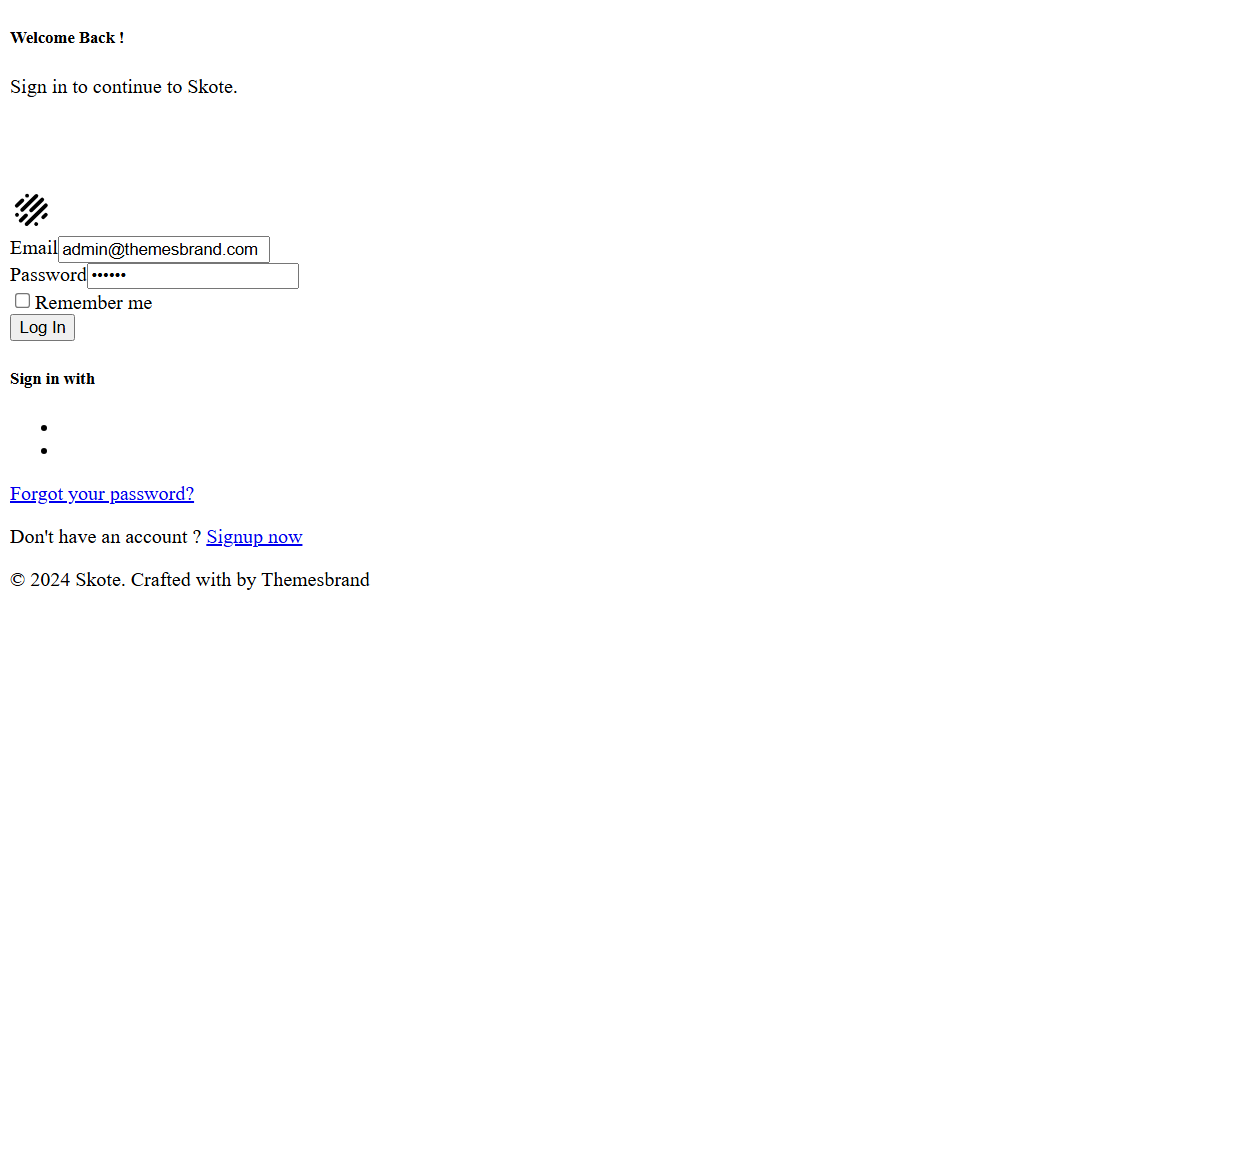 Welcome Back !
Sign in to continue to Skote.
Email admin@themesbrand.com
Password ••••••
Remember me
Log In
Sign in with
Forgot your password?
Don't have an account ? Signup now
© 2024 Skote. Crafted with by Themesbrand